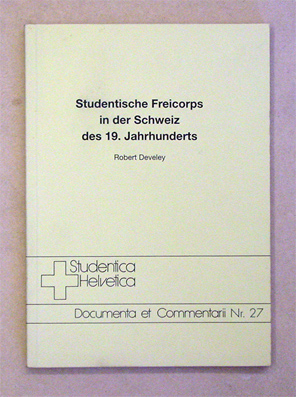 Studentische Freicorps
in der Schweiz
des 19. Jahrhunderts
Robert Develey
Studentica
Helvetica
Documenta et Commentarii Nr. 27